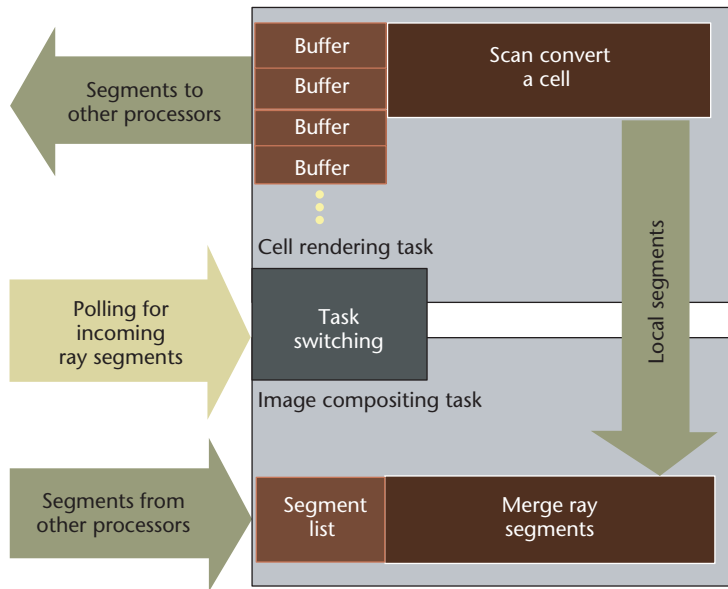 Buffer
Buffer
Buffer
Buffer
Scan convert
a cell
Segments to
other processors
Cell rendering task
Polling for
incoming
ray segments
Task
switching
Local segments
Image compositing task
Segments from
other processors
Segment
list
Merge ray
segments